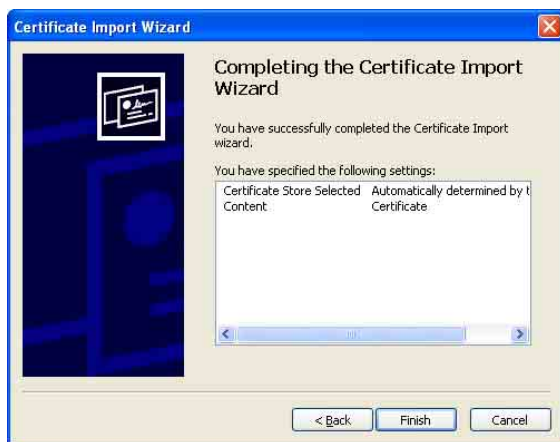 Certificate Import Wizard
Completing the Certificate Import
Wizard
You have successfully completed the Certificate Import
wizard.
You have specified the following settings:
Certificate Store Selected Automatically determined by t
Content Certificate
< Back Finish Cancel